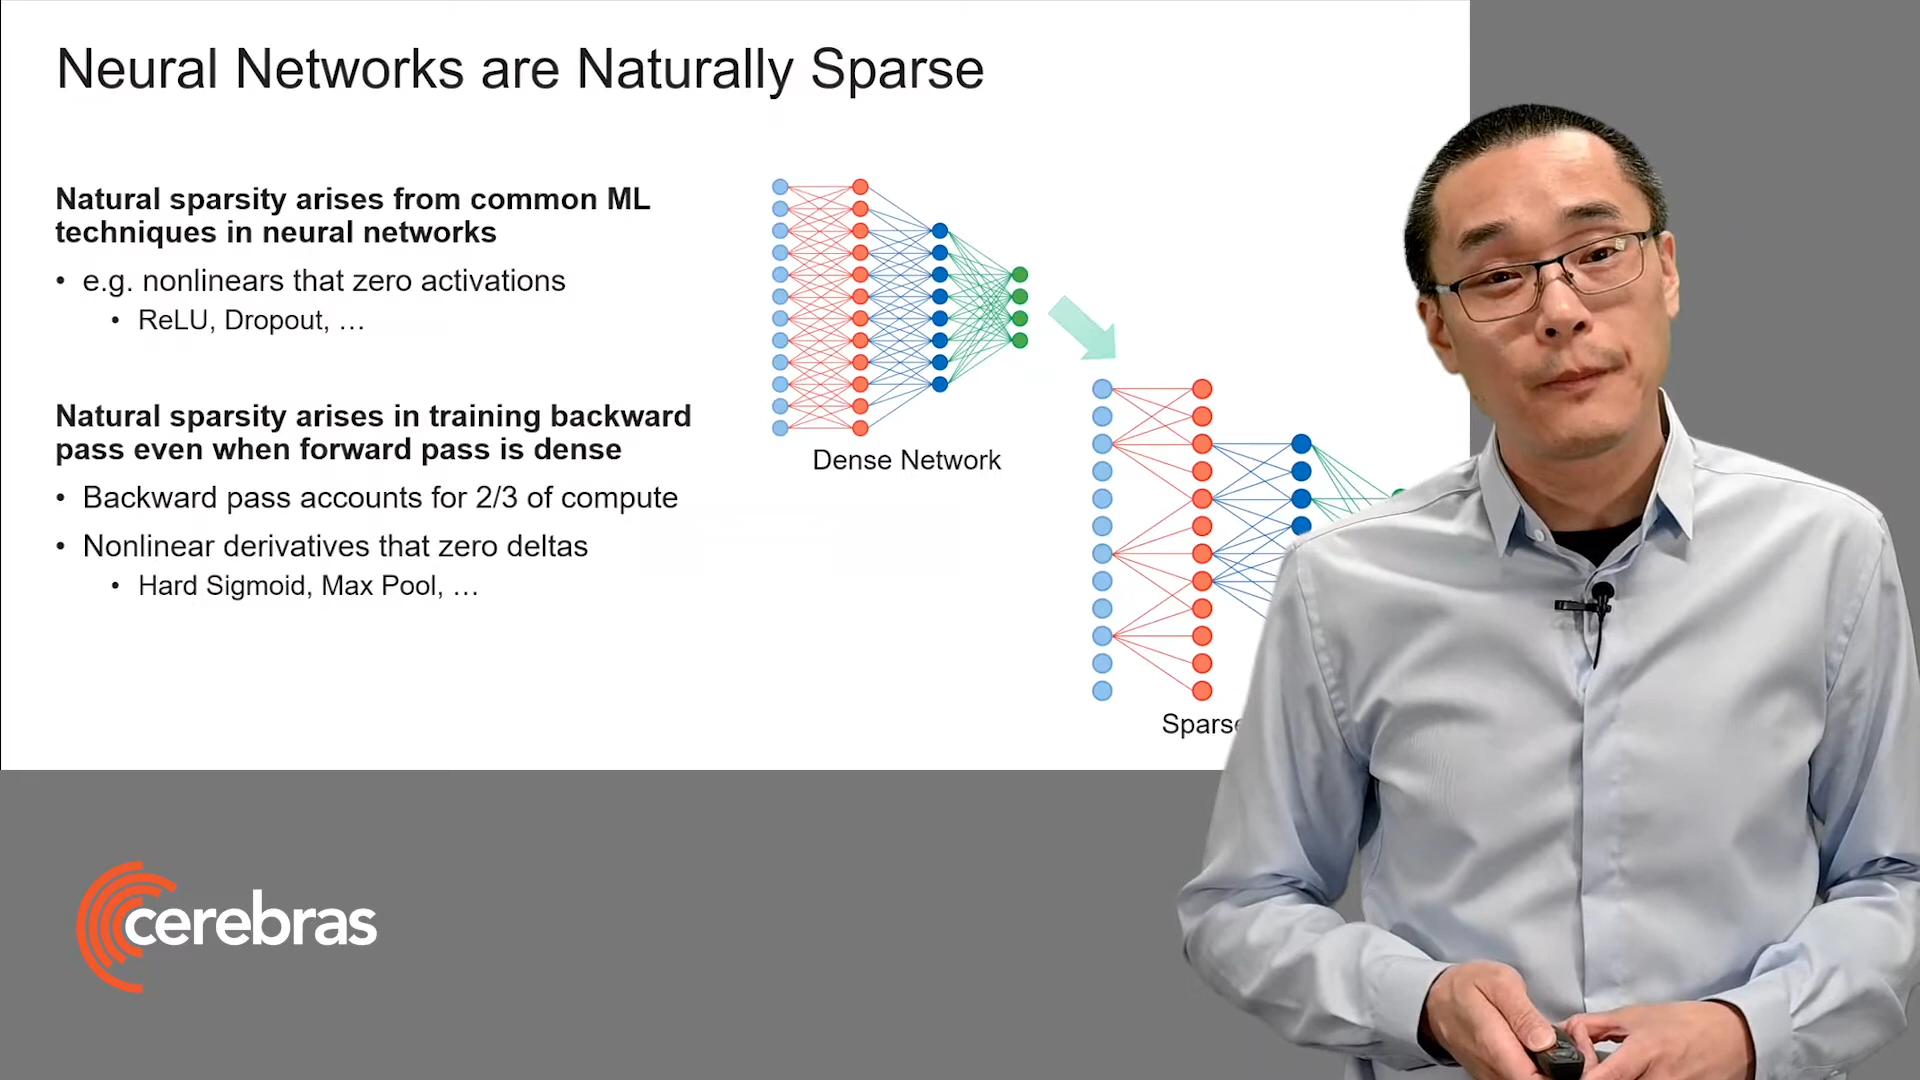 Neural Networks are Naturally Sparse
Natural sparsity arises from common ML
techniques in neural networks
• e.g. nonlinears that zero activations
• ReLU, Dropout, …
Natural sparsity arises in training backward
pass even when forward pass is dense
• Backward pass accounts for 2/3 of compute
• Nonlinear derivatives that zero deltas
• Hard Sigmoid, Max Pool, …
Dense Network
Sparse
cerebras